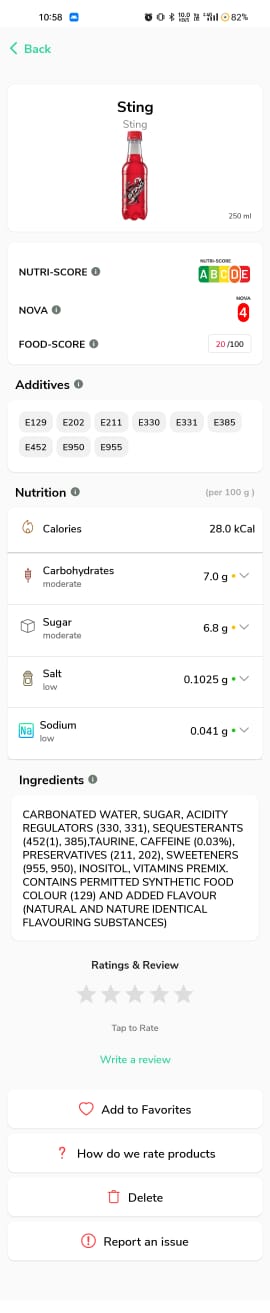 10:58
82%
Back
Sting
Sting
250 ml
NUTRI-SCORE
NUTRI-SCORE
A B C D E
NOVA
NOVA
4
FOOD-SCORE
20 /100
Additives
E129 E202 E211 E330 E331 E385
E452 E950 E955
Nutrition (per 100 g )
Calories 28.0 kCal
Carbohydrates
moderate
7.0 g
Sugar
moderate
6.8 g
Salt
low
0.1025 g
Na
Sodium
low
0.041 g
Ingredients
CARBONATED WATER, SUGAR, ACIDITY
REGULATORS (330, 331), SEQUESTERANTS
(452(1), 385),TAURINE, CAFFEINE (0.03%),
PRESERVATIVES (211, 202), SWEETENERS
(955, 950), INOSITOL, VITAMINS PREMIX.
CONTAINS PERMITTED SYNTHETIC FOOD
COLOUR (129) AND ADDED FLAVOUR
(NATURAL AND NATURE IDENTICAL
FLAVOURING SUBSTANCES)
Ratings & Review
Tap to Rate
Write a review
Add to Favorites
? How do we rate products
Delete
Report an issue